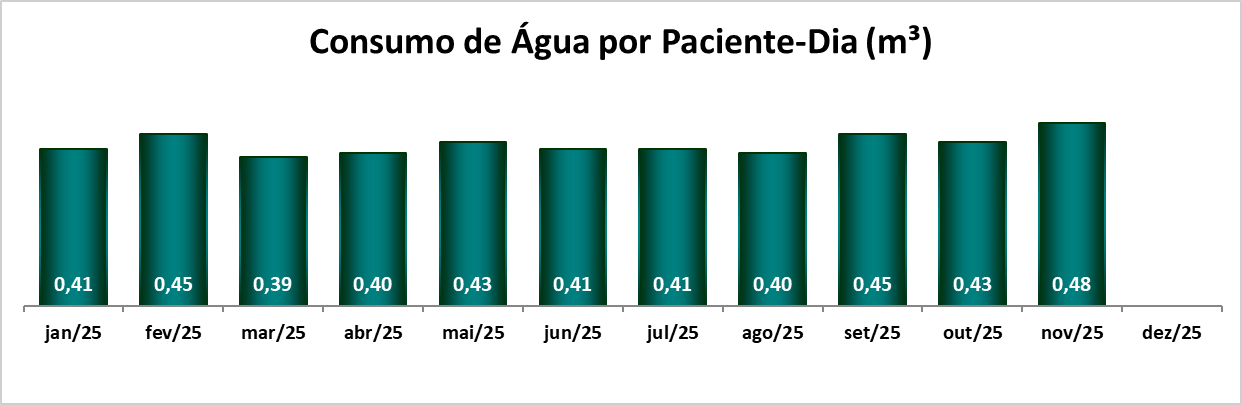 Consumo de Água por Paciente-Dia (m³)
0,41 0,45 0,39 0,40 0,43 0,41 0,41 0,40 0,45 0,43 0,48
jan/25 fev/25 mar/25 abr/25 mai/25 jun/25 jul/25 ago/25 set/25 out/25 nov/25 dez/25